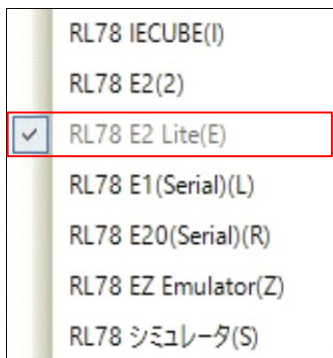 RL78 IECUBE(I)
RL78 E2(2)
RL78 E2 Lite(E)
RL78 E1(Serial)(L)
RL78 E20(Serial)(R)
RL78 EZ Emulator(Z)
RL78 シミュレータ(S)